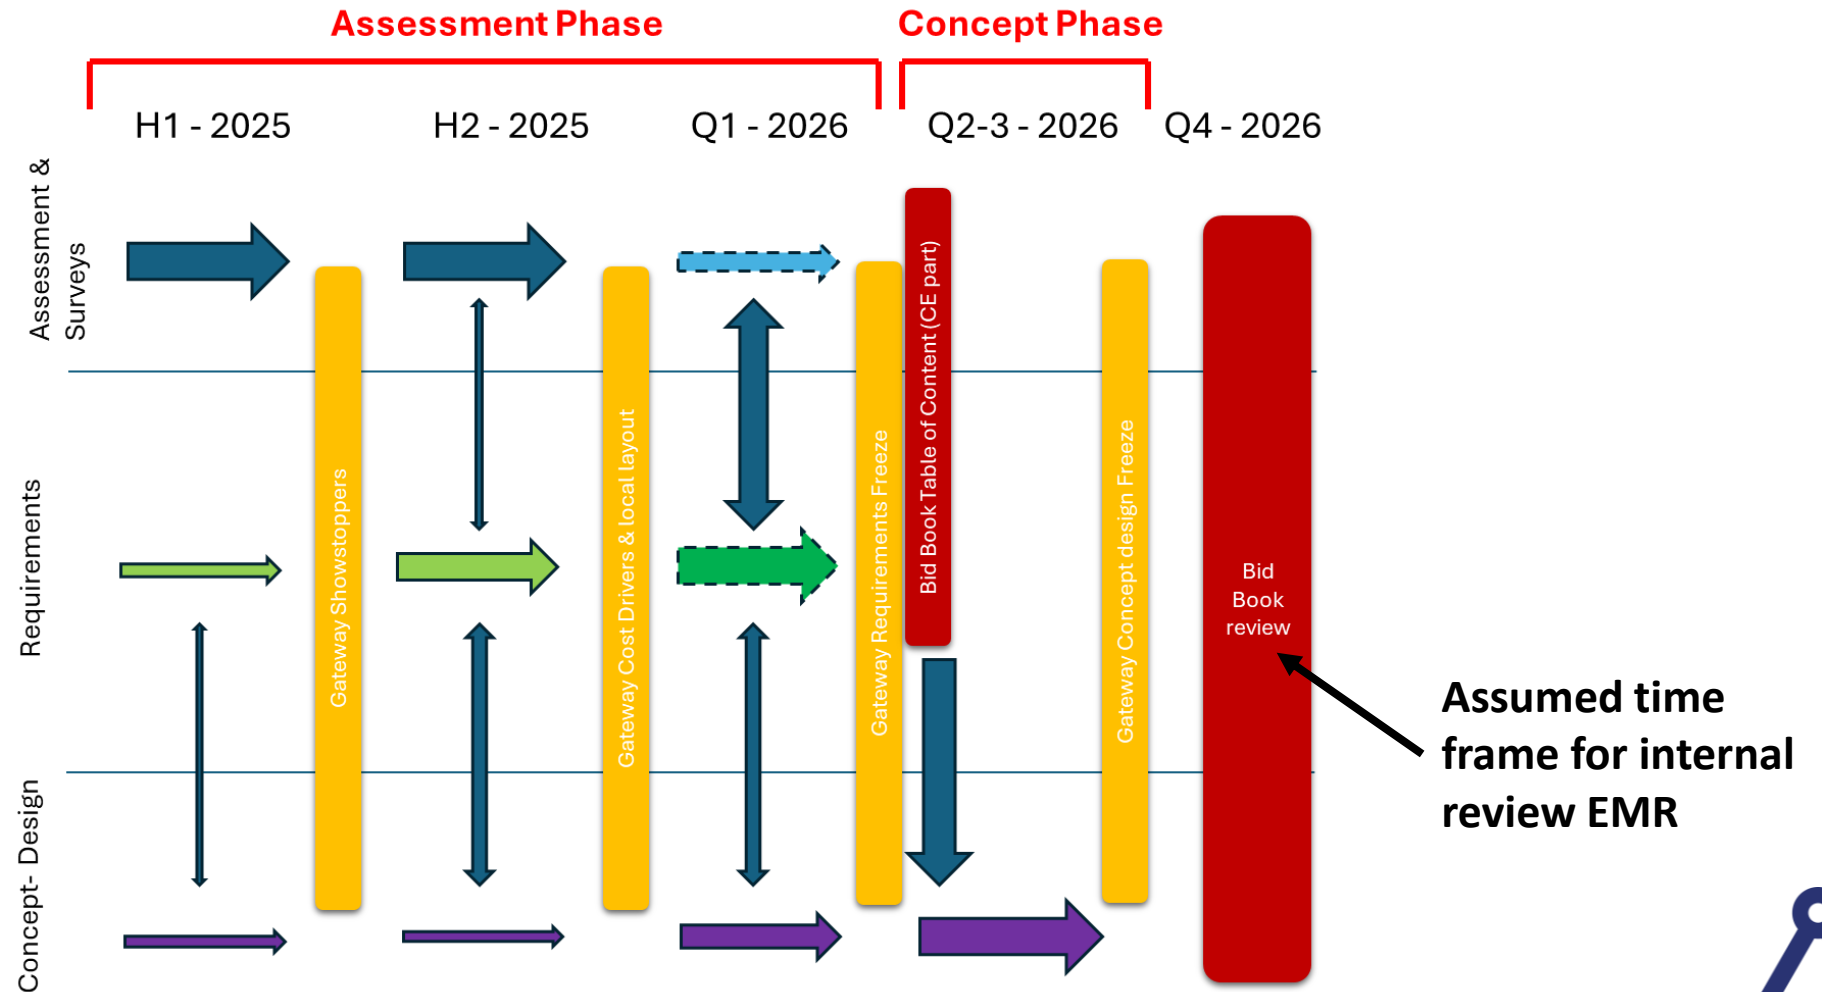 Assessment Phase
Concept Phase
H1 - 2025
H2 - 2025
Q1 - 2026
Q2-3 - 2026
Q4 - 2026
Assessment &
Surveys
Requirements
Concept- Design
Gateway Showstoppers
Gateway Cost Drivers & local layout
Gateway Requirements Freeze
Bid Book Table of Content (CE part)
Gateway Concept design Freeze
Bid
Book
review
Assumed time
frame for internal
review EMR